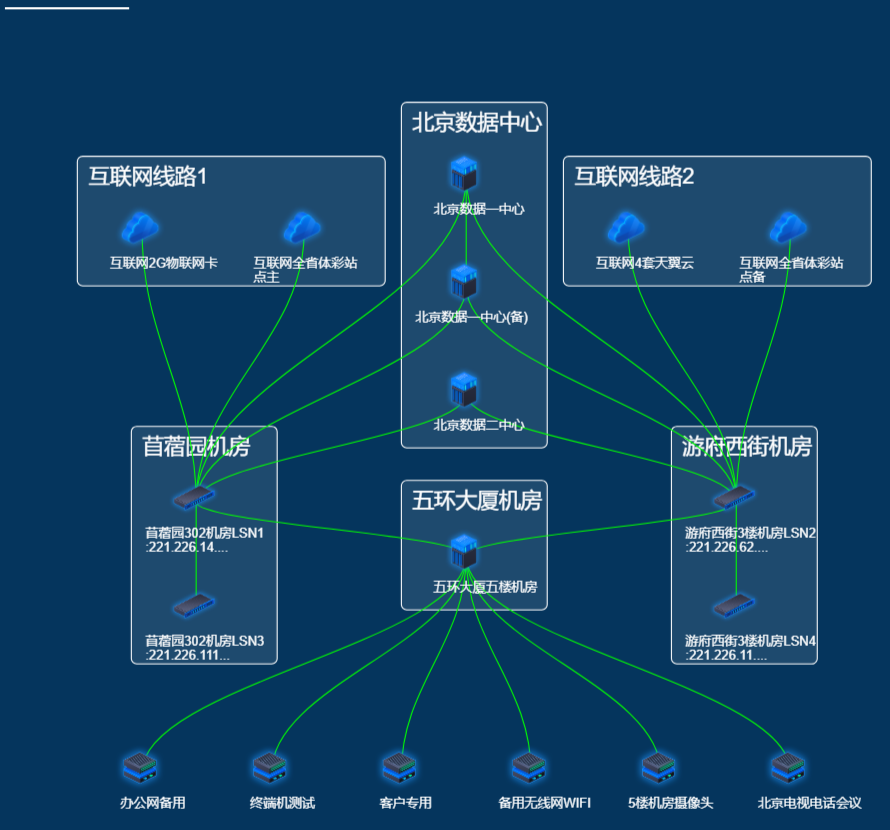 北京数据中心
北京数据一中心
北京数据一中心(备)
北京数据二中心
互联网线路1
互联网2G物联网卡
互联网全省体彩站
点主
互联网线路2
互联网4套天翼云
互联网全省体彩站
点备
苜蓿园机房
苜蓿园302机房LSN1
:221.226.14....
苜蓿园302机房LSN3
:221.226.111...
五环大厦机房
五环大厦五楼机房
游府西街机房
游府西街3楼机房LSN2
:221.226.62....
游府西街3楼机房LSN4
:221.226.11....
办公网备用
终端机测试
客户专用
备用无线网WIFI
5楼机房摄像头
北京电视电话会议